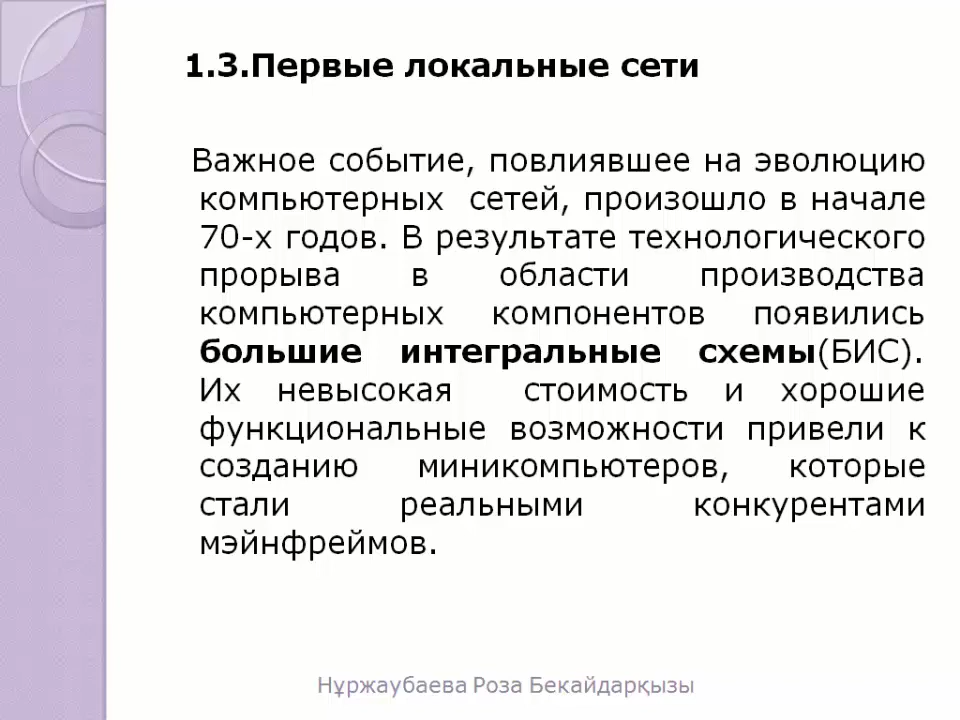 1.3.Первые локальные сети
Важное событие, повлиявшее на эволюцию
компьютерных сетей, произошло в начале
70-х годов. В результате технологического
прорыва в области производства
компьютерных компонентов появились
большие интегральные схемы(БИС).
Их невысокая стоимость и хорошие
функциональные возможности привели к
созданию миникомпьютеров, которые
стали реальными конкурентами
мэйнфреймов.
Нұржаубаева Роза Бекайдарқызы